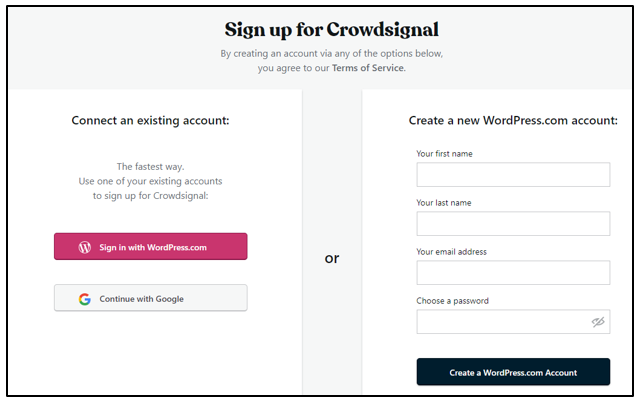 Sign up for Crowdsignal
By creating an account via any of the options below,
you agree to our Terms of Service.
Connect an existing account:
The fastest way.
Use one of your existing accounts
to sign up for Crowdsignal:
Sign in with WordPress.com
Continue with Google
or
Create a new WordPress.com account:
Your first name
Your last name
Your email address
Choose a password
Create a WordPress.com Account